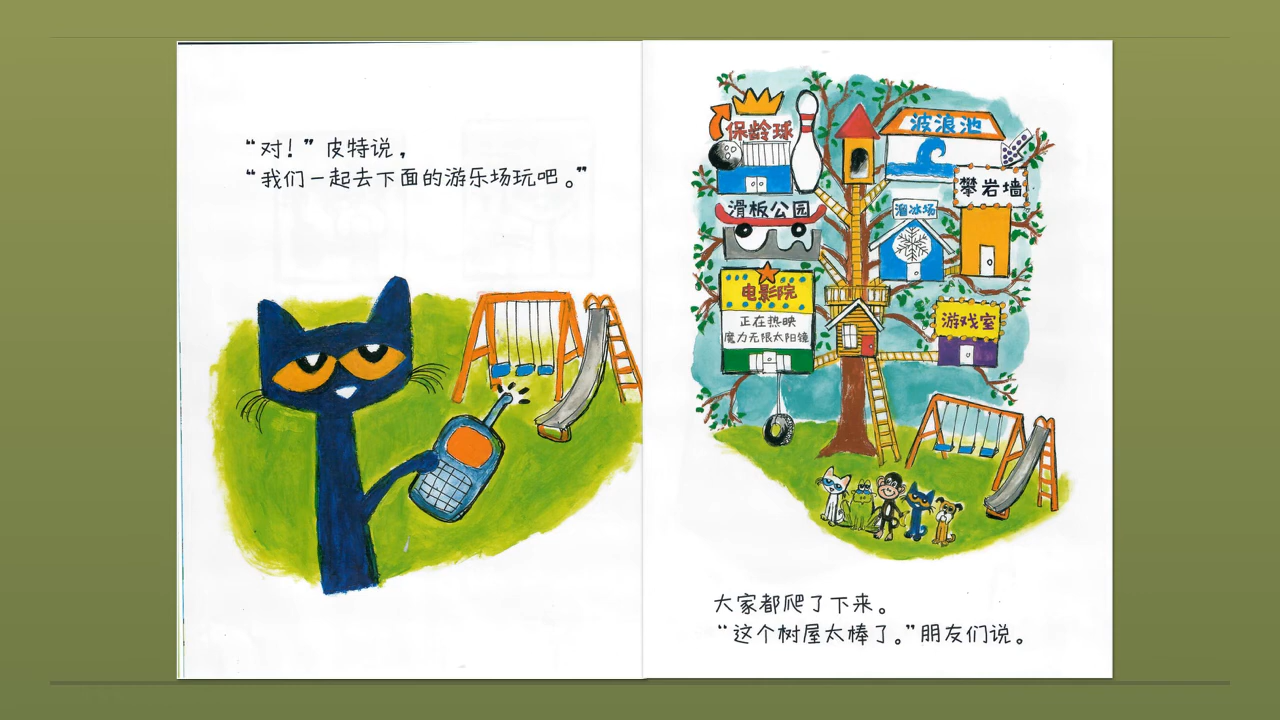 “对！”皮特说，
“我们一起去下面的游乐场玩吧。”
保龄球
波浪池
攀岩墙
滑板公园
溜冰场
电影院
正在热映
魔力无限太阳镜
游戏室
大家都爬了下来。
“这个树屋太棒了。”朋友们说。